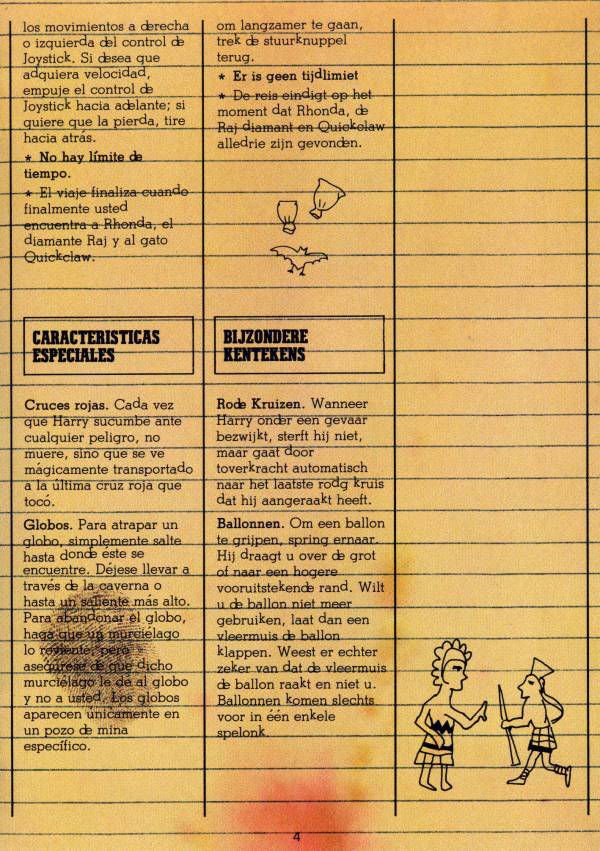 los movimientos a derecha
o izquierda del control de
Joystick. Si desea que
adquiera velocidad,
empuje el control de
Joystick hacia adelante; si
quiere que la pierda, tire
hacia atrás.
* No hay límite de
tiempo.
* El viaje finaliza cuando
finalmente usted
encuentra a Rhonda, el
diamante Raj y al gato
Quickclaw.
CARACTERISTICAS
ESPECIALES
Cruces rojas. Cada vez
que Harry sucumbe ante
cualquier peligro, no
muere, sino que se ve
mágicamente transportado
a la última cruz roja que
tocó.
Globos. Para atrapar un
globo, simplemente salte
hasta donde éste se
encuentre. Déjese llevar a
través de la caverna o
hasta un saliente más alto.
Para abandonar el globo,
haga que un murciélago
lo reviente, pero
asegúrese de que dicho
murciélago le dé al globo
y no a usted. Los globos
aparecen únicamente en
un pozo de mina
específico.
om langzamer te gaan,
trek de stuurknuppel
terug.
* Er is geen tijdlimiet
* De reis eindigt op het
moment dat Rhonda, de
Raj diamant en Quickclaw
alledrie zijn gevonden.
BIJZONDERE
KENTEKENS
Rode Kruizen. Wanneer
Harry onder een gevaar
bezwijkt, sterft hij niet,
maar gaat door
toverkracht automatisch
naar het laatste rodg kruis
dat hij aangeraakt heeft.
Ballonnen. Om een ballon
te grijpen, spring ernaar.
Hij draagt u over de grot
of naar een hogere
vooruitstekende rand. Wilt
u de ballon niet meer
gebruiken, laat dan een
vleermuis de ballon
klappen. Weest er echter
zeker van dat de vleermuis
de ballon raakt en niet u.
Ballonnen komen slechts
voor in één enkele
spelonk.
4